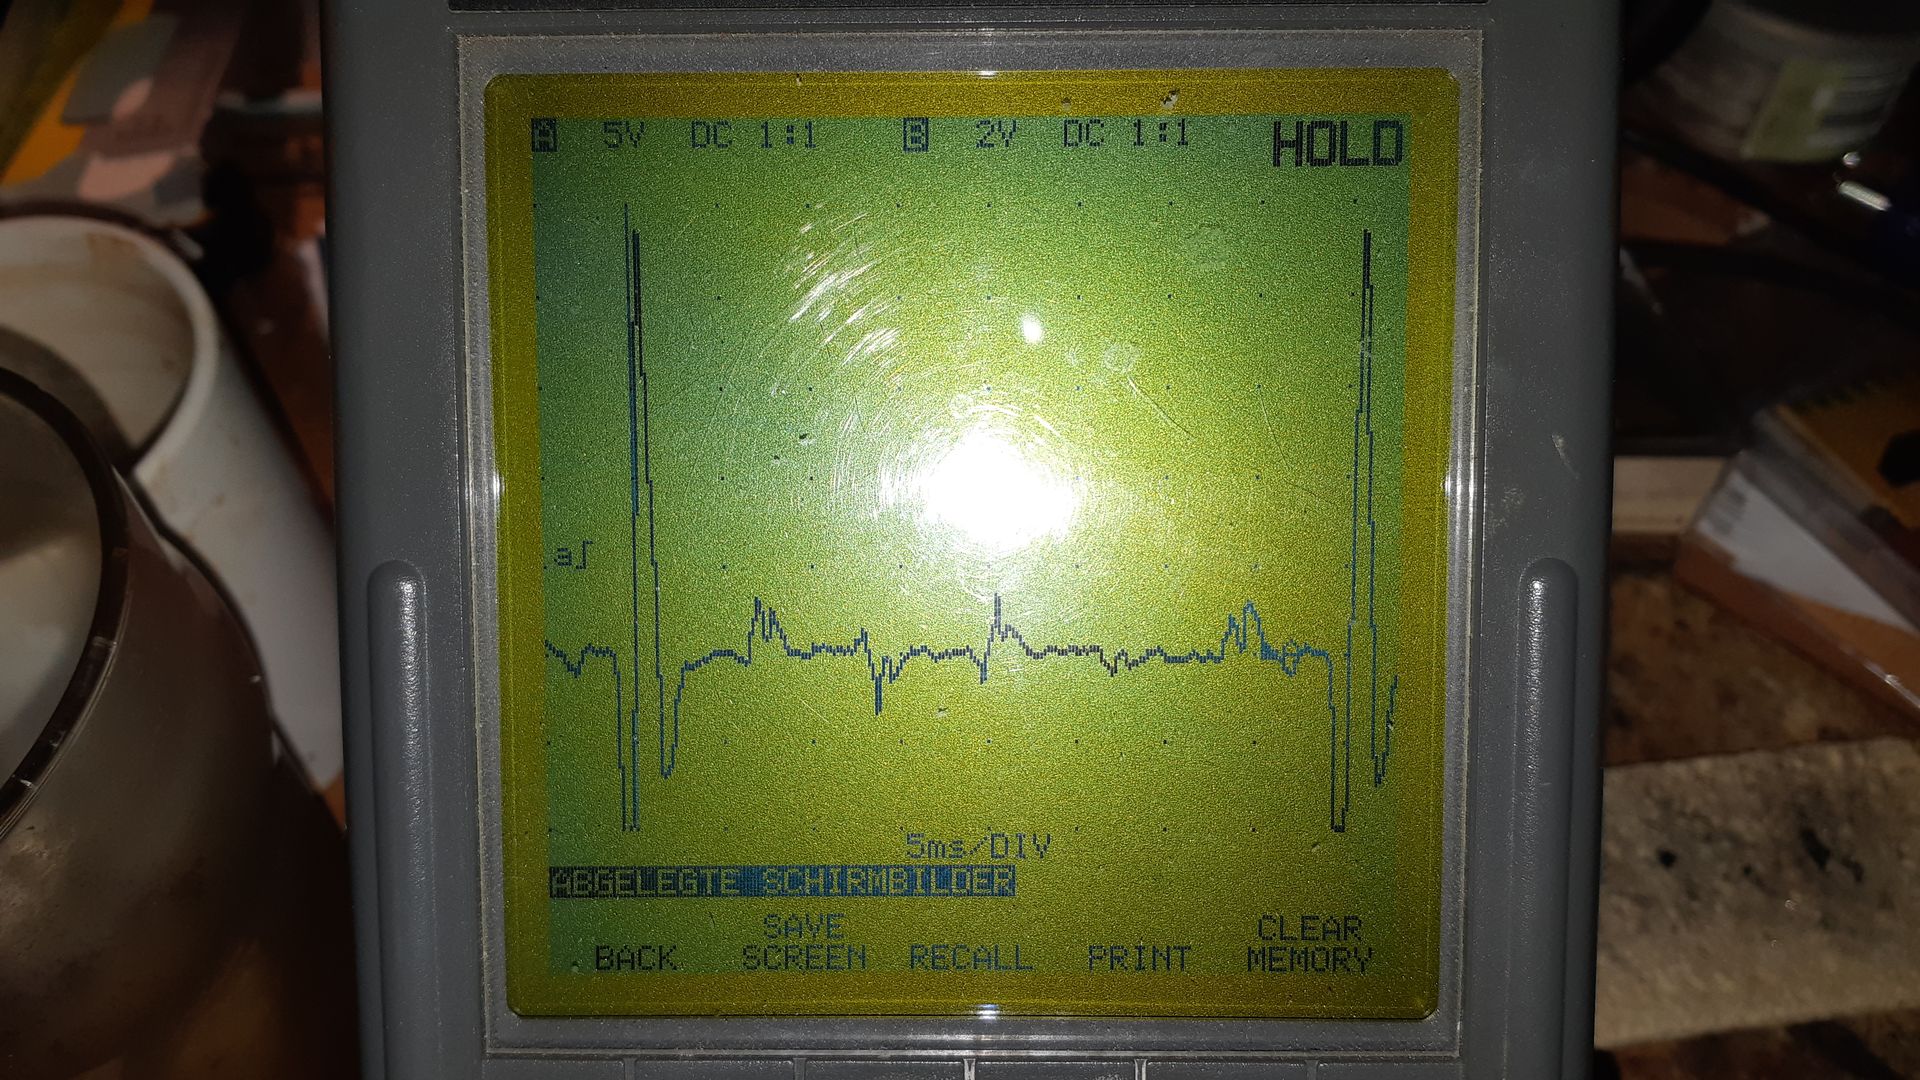 A 5V DC 1:1 B 2V DC 1:1 HOLD
a∫
5ms/DIV
ABGELEGTE SCHIRMBILDER
BACK SAVE SCREEN RECALL PRINT CLEAR MEMORY